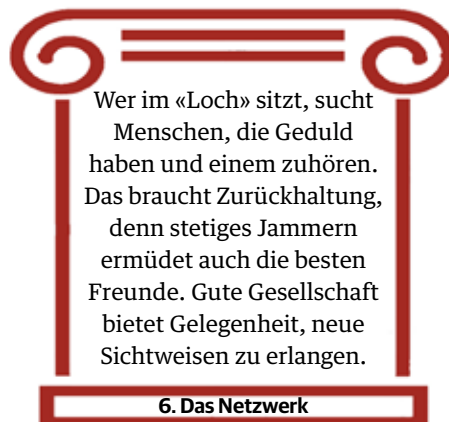 Wer im «Loch» sitzt, sucht
Menschen, die Geduld
haben und einem zuhören.
Das braucht Zurückhaltung,
denn stetiges Jammern
ermüdet auch die besten
Freunde. Gute Gesellschaft
bietet Gelegenheit, neue
Sichtweisen zu erlangen.
6. Das Netzwerk